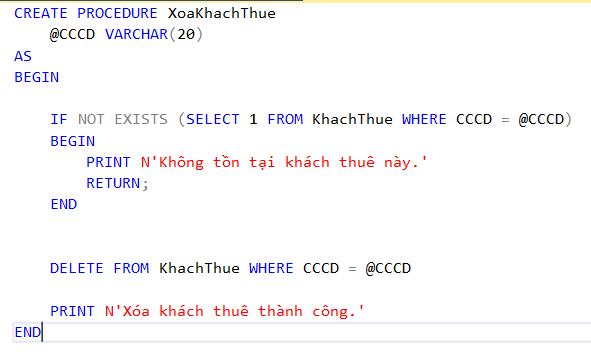 CREATE PROCEDURE XoaKhachThue
@CCCD VARCHAR(20)
AS
BEGIN
IF NOT EXISTS (SELECT 1 FROM KhachThue WHERE CCCD = @CCCD)
BEGIN
PRINT N'Không tồn tại khách thuê này.'
RETURN;
END
DELETE FROM KhachThue WHERE CCCD = @CCCD
PRINT N'Xóa khách thuê thành công.'
END